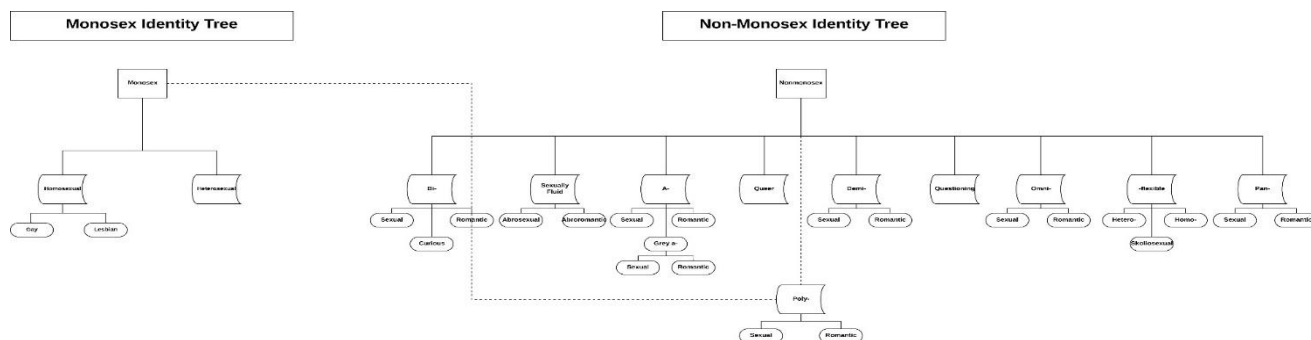 Monosex Identity Tree
Non-Monosex Identity Tree
Monosex
Nonmonosex
Homosexual
Heterosexual
Bi-
Sexually
Fluid
A-
Queer
Demi-
Questioning
Omni-
-flexible
Pan-
Gay
Lesbian
Sexual
Romantic
Curious
Abrosexual
Abroromantic
Sexual
Romantic
Grey a-
Sexual
Romantic
Sexual
Romantic
Sexual
Romantic
Hetero-
Homo-
Skoliosexual
Sexual
Romantic
Poly-
Sexual
Romantic